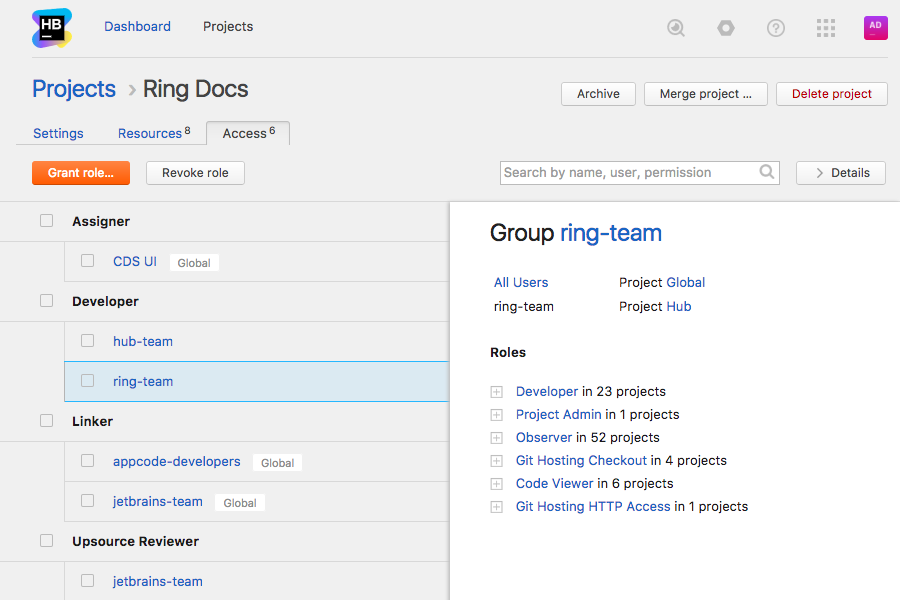 HB
Dashboard Projects
AD
Projects › Ring Docs
Archive Merge project ... Delete project
Settings Resources 8 Access 6
Grant role... Revoke role Search by name, user, permission Details
Assigner
CDS UI Global
Developer
hub-team
ring-team
Linker
appcode-developers Global
jetbrains-team Global
Upsource Reviewer
jetbrains-team
Group ring-team
All Users Project Global
ring-team Project Hub
Roles
Developer in 23 projects
Project Admin in 1 projects
Observer in 52 projects
Git Hosting Checkout in 4 projects
Code Viewer in 6 projects
Git Hosting HTTP Access in 1 projects